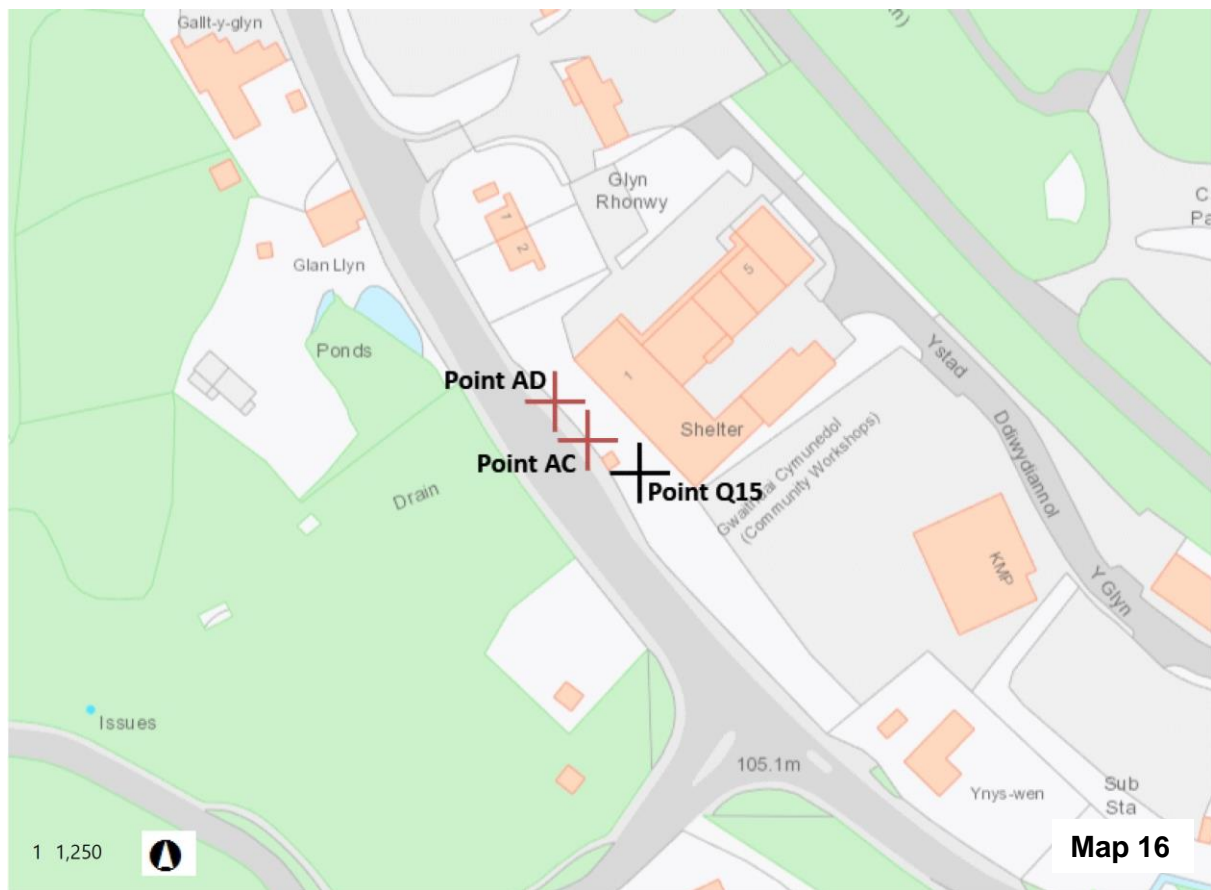 Gallt-y-glyn
Glyn
Rhonwy
1
2
5
Glan Llyn
Ponds
Ystad
Point AD
1
Shelter
Point AC
Point Q15
Gweithdai Cymunedol
(Community Workshops)
Ddiwydiannol
Drain
KMP
Y Glyn
Issues
105.1m
Ynys-wen
Sub
Sta
1 1,250
Map 16